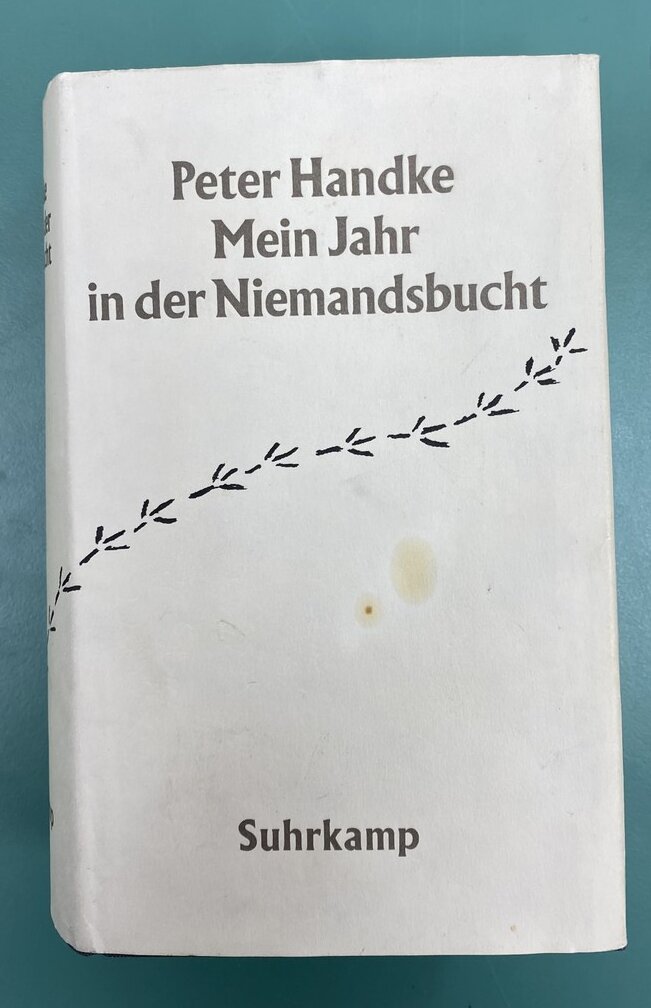 Peter Handke
Mein Jahr
in der Niemandsbucht
Suhrkamp